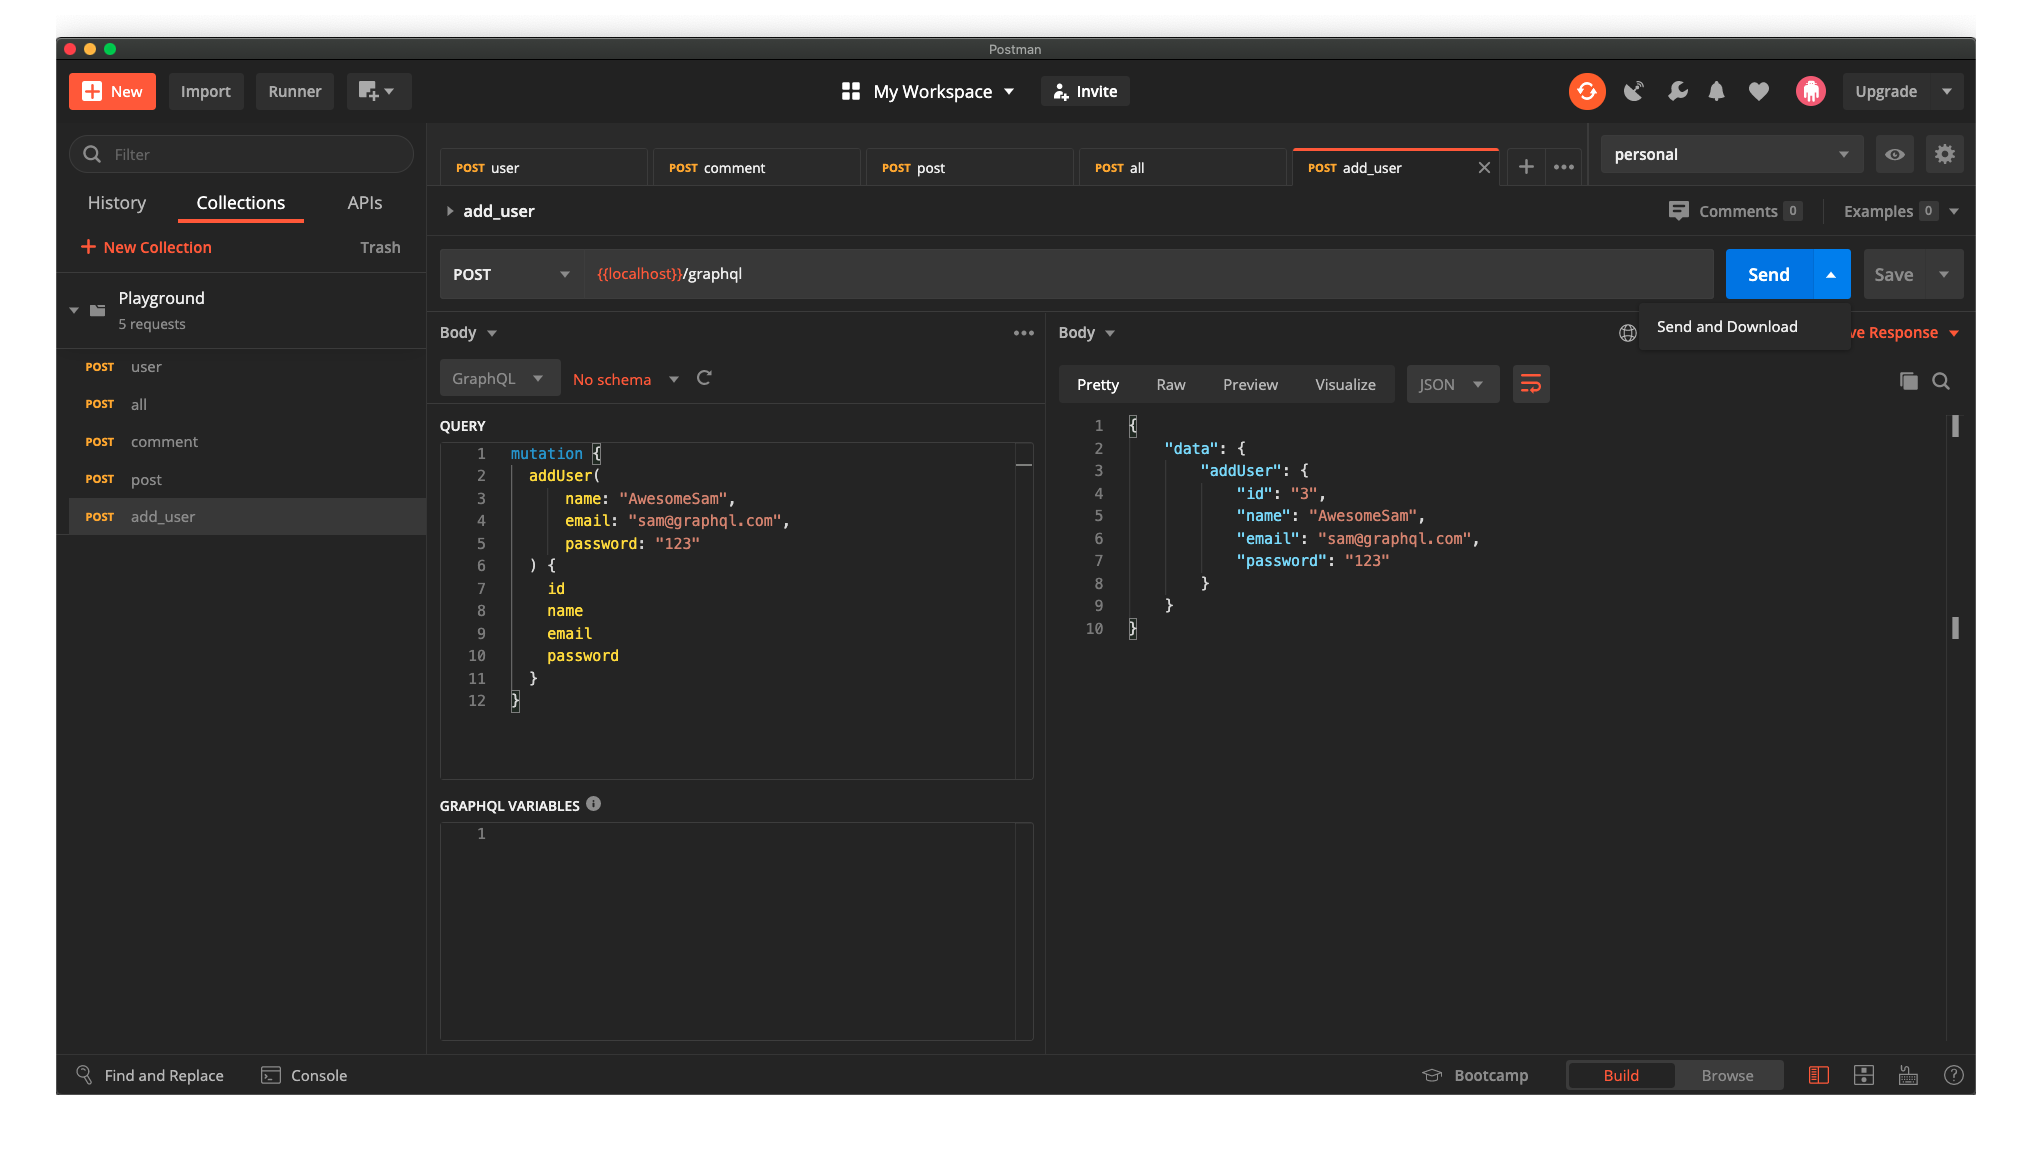 Postman
New Import Runner My Workspace Invite Upgrade
Filter
POST user POST comment POST post POST all POST add_user personal
History Collections APIs
add_user Comments 0 Examples 0
New Collection Trash
POST {{localhost}}/graphql Send Save
Playground
5 requests
Send and Download
ve Response
Body
Body
POST user
POST all
POST comment
POST post
POST add_user
GraphQL No schema
QUERY
1 mutation {
2 addUser(
3 name: "AwesomeSam",
4 email: "sam@graphql.com",
5 password: "123"
6 ) {
7 id
8 name
9 email
10 password
11 }
12 }
GRAPHQL VARIABLES
1
Pretty Raw Preview Visualize JSON
1 {
2 "data": {
3 "addUser": {
4 "id": "3",
5 "name": "AwesomeSam",
6 "email": "sam@graphql.com",
7 "password": "123"
8 }
9 }
10 }
Find and Replace Console Bootcamp Build Browse